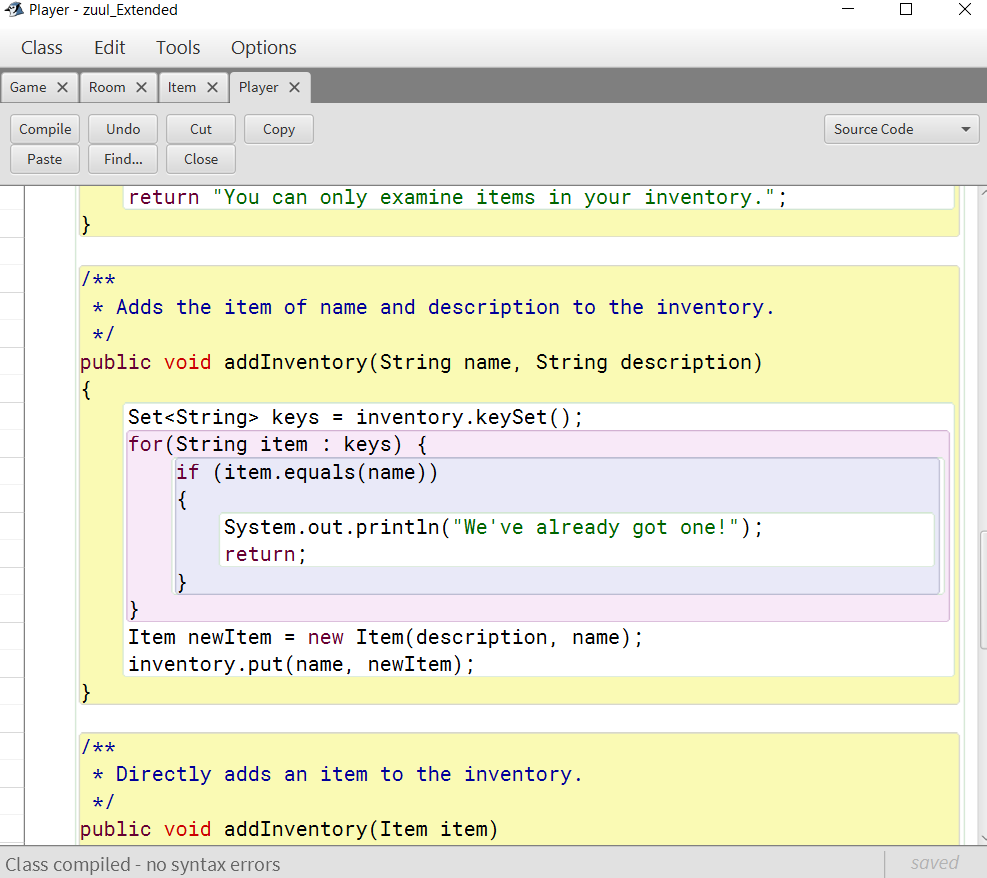 Player - zuul_Extended
Class Edit Tools Options
Game Room Item Player
Compile Undo Cut Copy Source Code
Paste Find... Close
return "You can only examine items in your inventory.";
}
/**
* Adds the item of name and description to the inventory.
*/
public void addInventory(String name, String description)
{
Set<String> keys = inventory.keySet();
for(String item : keys) {
if (item.equals(name))
{
System.out.println("We've already got one!");
return;
}
}
Item newItem = new Item(description, name);
inventory.put(name, newItem);
}
/**
* Directly adds an item to the inventory.
*/
public void addInventory(Item item)
Class compiled - no syntax errors saved